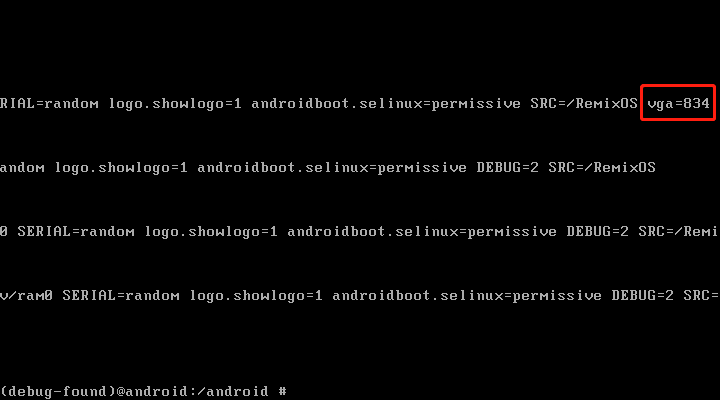 RIAL=random logo.showlogo=1 androidboot.selinux=permissive SRC=/RemixOS vga=834
andom logo.showlogo=1 androidboot.selinux=permissive DEBUG=2 SRC=/RemixOS
0 SERIAL=random logo.showlogo=1 androidboot.selinux=permissive DEBUG=2 SRC=/Remi
v/ram0 SERIAL=random logo.showlogo=1 androidboot.selinux=permissive DEBUG=2 SRC=
(debug-found)@android:/android #